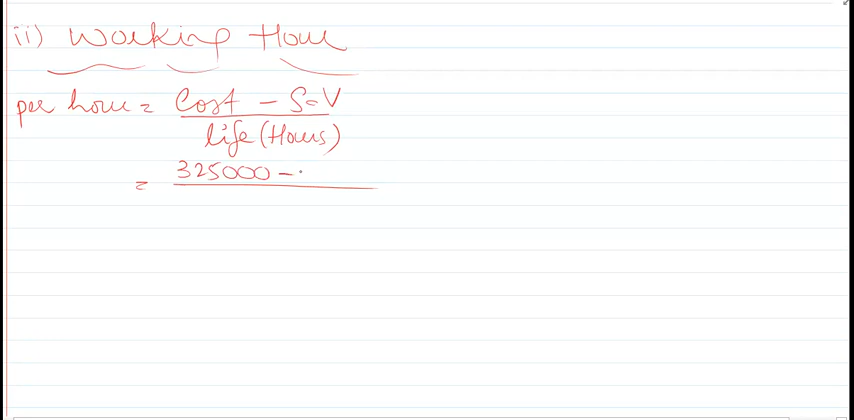 ii) Working Hour
per hour = Cost - S=V
life (Hours)
= 325000 -